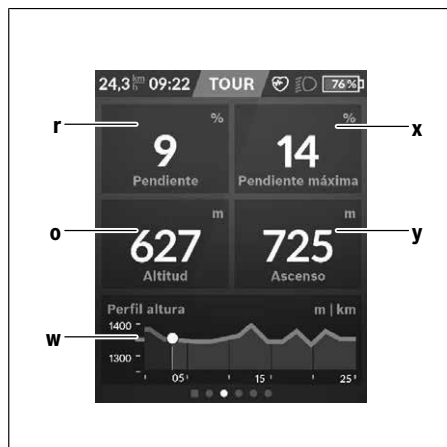 24,3 km/h 09:22 TOUR 76%
r
%
9
Pendiente
%
14
Pendiente máxima
x
o
m
627
Altitud
m
725
Ascenso
y
Perfil altura m | km
w
1400
1300
05 15 25